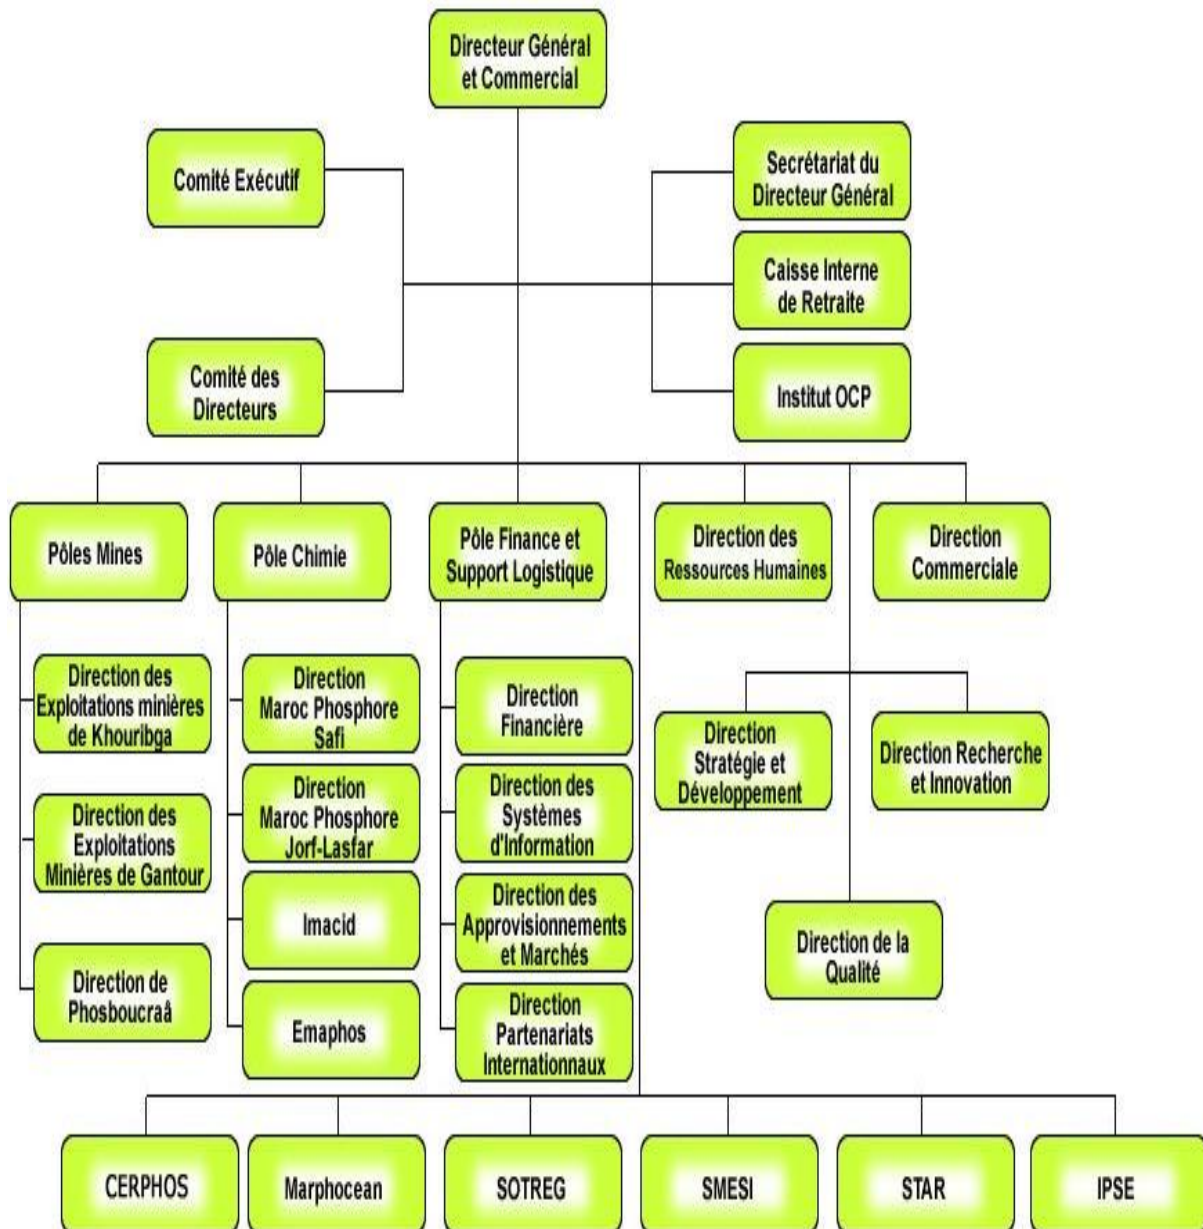 Directeur Général
et Commercial
Comité Exécutif
Secrétariat du
Directeur Général
Caisse Interne
de Retraite
Comité des
Directeurs
Institut OCP
Pôles Mines
Pôle Chimie
Pôle Finance et
Support Logistique
Direction des
Ressources Humaines
Direction
Commerciale
Direction des
Exploitations minières
de Khouribga
Direction des
Exploitations
Minières de Gantour
Direction de
Phosboucraâ
Direction
Maroc Phosphore
Safi
Direction
Maroc Phosphore
Jorf-Lasfar
Imacid
Emaphos
Direction
Financière
Direction des
Systèmes
d'Information
Direction des
Approvisionnements
et Marchés
Direction
Partenariats
Internationnaux
Direction
Stratégie et
Développement
Direction Recherche
et Innovation
Direction de la
Qualité
CERPHOS
Marphocean
SOTREG
SMESI
STAR
IPSE